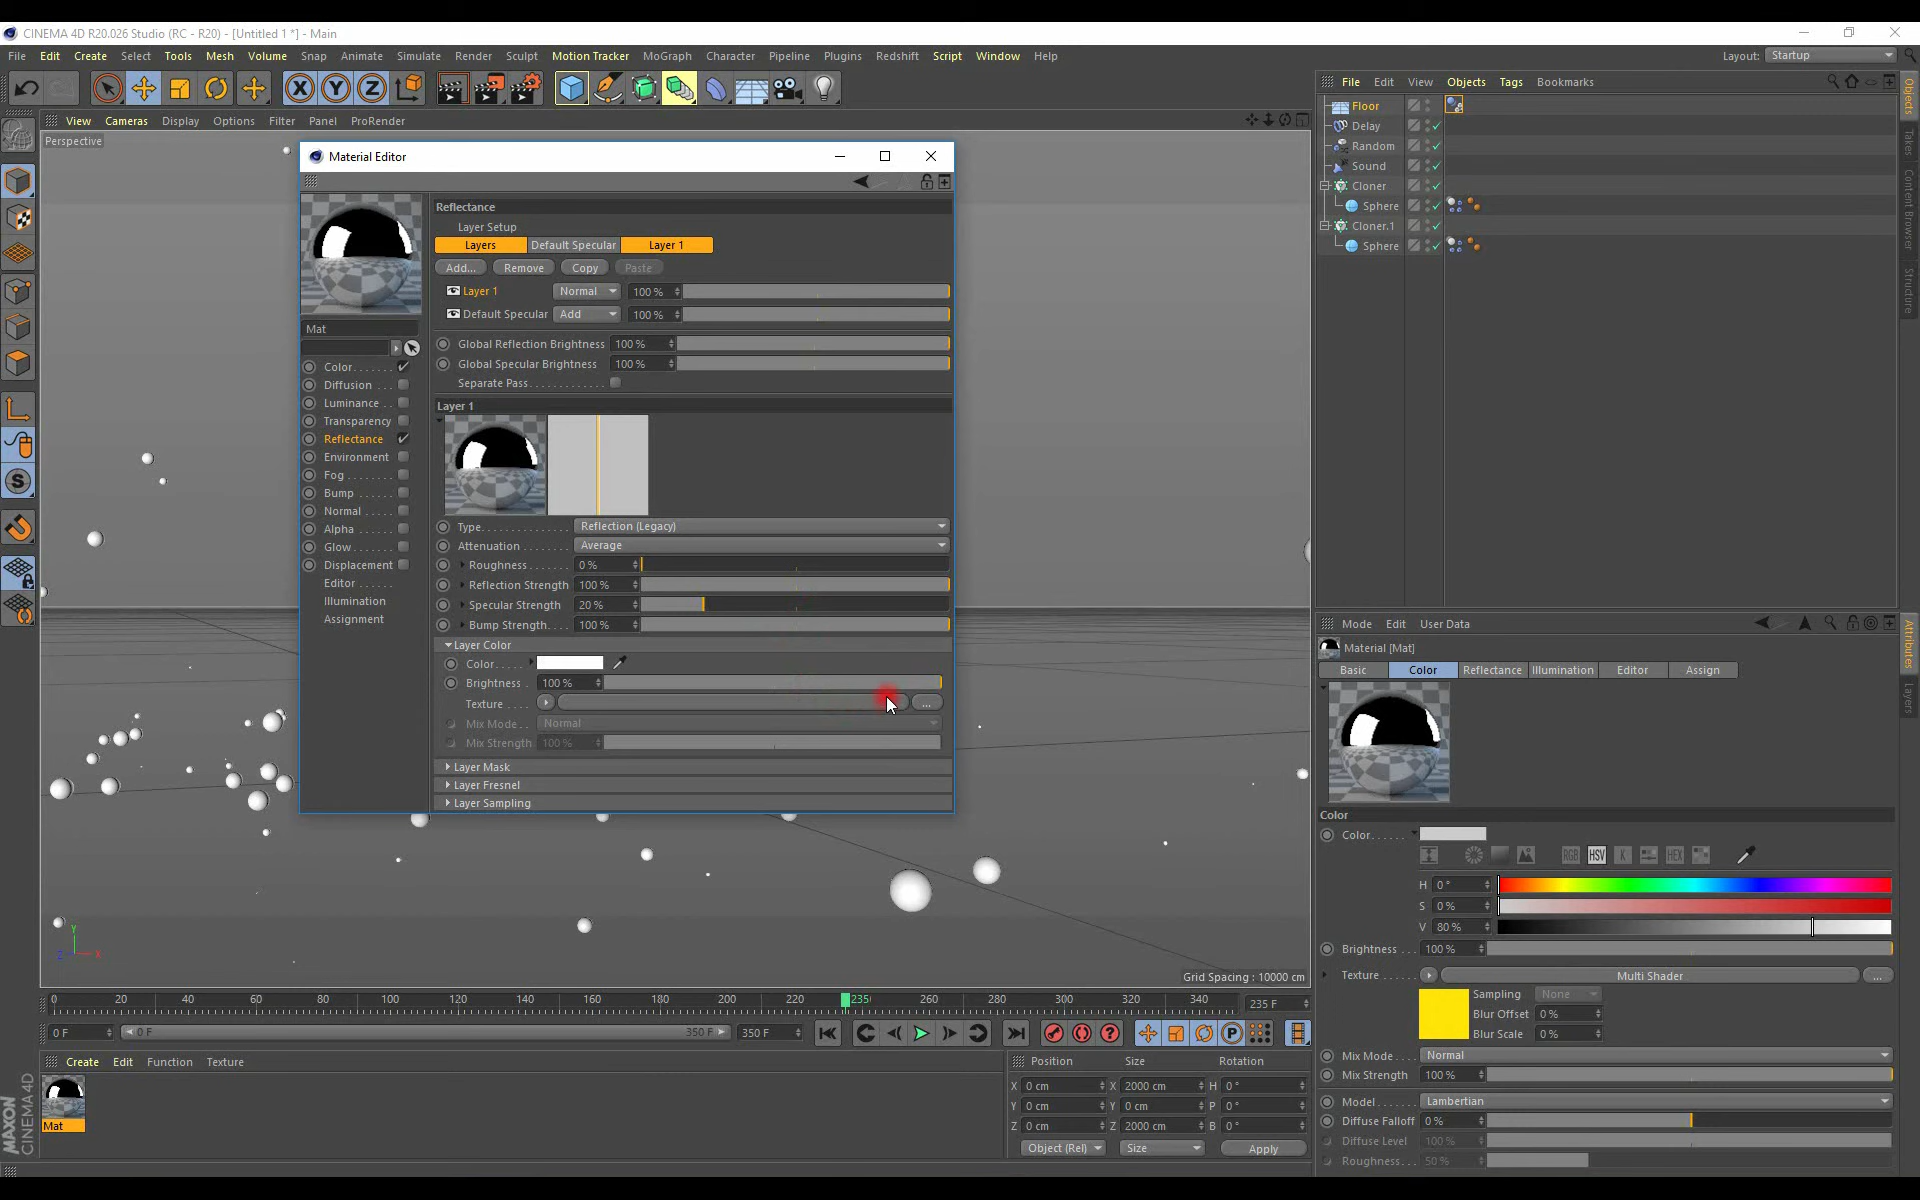 CINEMA 4D R20.026 Studio (RC - R20) - [Untitled 1 *] - Main
File Edit Create Select Tools Mesh Volume Snap Animate Simulate Render Sculpt Motion Tracker MoGraph Character Pipeline Plugins Redshift Script Window Help
Layout: Startup
View Cameras Display Options Filter Panel ProRender
Perspective
Material Editor
Reflectance
Layer Setup
Layers Default Specular Layer 1
Add... Remove Copy Paste
Layer 1 Normal 100 %
Default Specular Add 100 %
Global Reflection Brightness 100 %
Global Specular Brightness 100 %
Separate Pass
Mat
Color
Diffusion
Luminance
Transparency
Reflectance
Environment
Fog
Bump
Normal
Alpha
Glow
Displacement
Editor
Illumination
Assignment
Layer 1
Type Reflection (Legacy)
Attenuation Average
Roughness 0 %
Reflection Strength 100 %
Specular Strength 20 %
Bump Strength 100 %
Layer Color
Color
Brightness 100 %
Texture ...
Mix Mode Normal
Mix Strength 100 %
Layer Mask
Layer Fresnel
Layer Sampling
Grid Spacing : 10000 cm
Y
X
Z
File Edit View Objects Tags Bookmarks
Floor
Delay
Random
Sound
Cloner
Sphere
Cloner.1
Sphere
Objects
Takes
Content Browser
Structure
Mode Edit User Data
Material [Mat]
Basic Color Reflectance Illumination Editor Assign
Color
Color
RGB HSV K HEX
H 0 °
S 0 %
V 80 %
Brightness 100 %
Texture Multi Shader ...
Sampling None
Blur Offset 0 %
Blur Scale 0 %
Mix Mode Normal
Mix Strength 100 %
Model Lambertian
Diffuse Falloff 0 %
Diffuse Level 100 %
Roughness 50 %
Attributes
Layers
0 20 40 60 80 100 120 140 160 180 200 220 235 260 280 300 320 340 235 F
0 F 0 F 350 F 350 F
Create Edit Function Texture
Mat
Position Size Rotation
X 0 cm X 2000 cm H 0 °
Y 0 cm Y 0 cm P 0 °
Z 0 cm Z 2000 cm B 0 °
Object (Rel) Size Apply
MAXON
CINEMA 4D